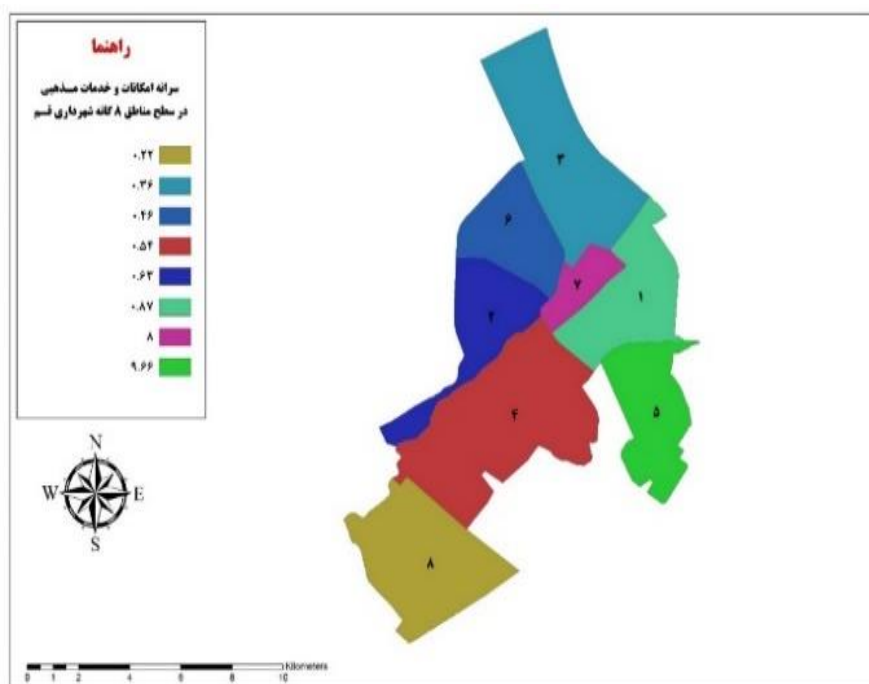 راهنما
سرانه امکانات و خدمات مذهبی
در سطح مناطق ۸ گانه شهرداری قم
۰.۲۲
۰.۳۶
۰.۴۶
۰.۵۴
۰.۶۳
۰.۸۷
۸
۹.۶۶
N
W E
S
۳
۶
۷
۱
۲
۴
۵
۸
0 1 2 4 6 8 10 Kilometers